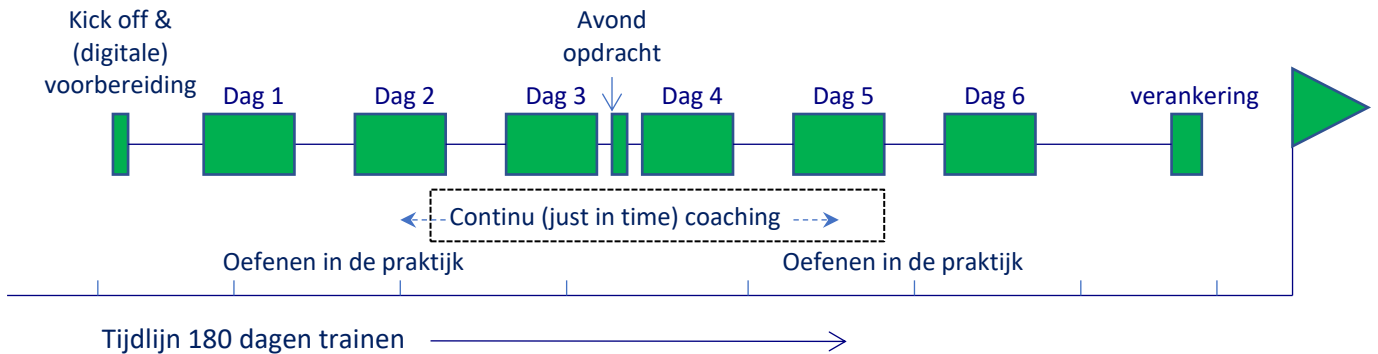 Kick off &
(digitale)
voorbereiding
Avond
opdracht
Dag 1
Dag 2
Dag 3
Dag 4
Dag 5
Dag 6
verankering
Continu (just in time) coaching
Oefenen in de praktijk
Oefenen in de praktijk
Tijdlijn 180 dagen trainen